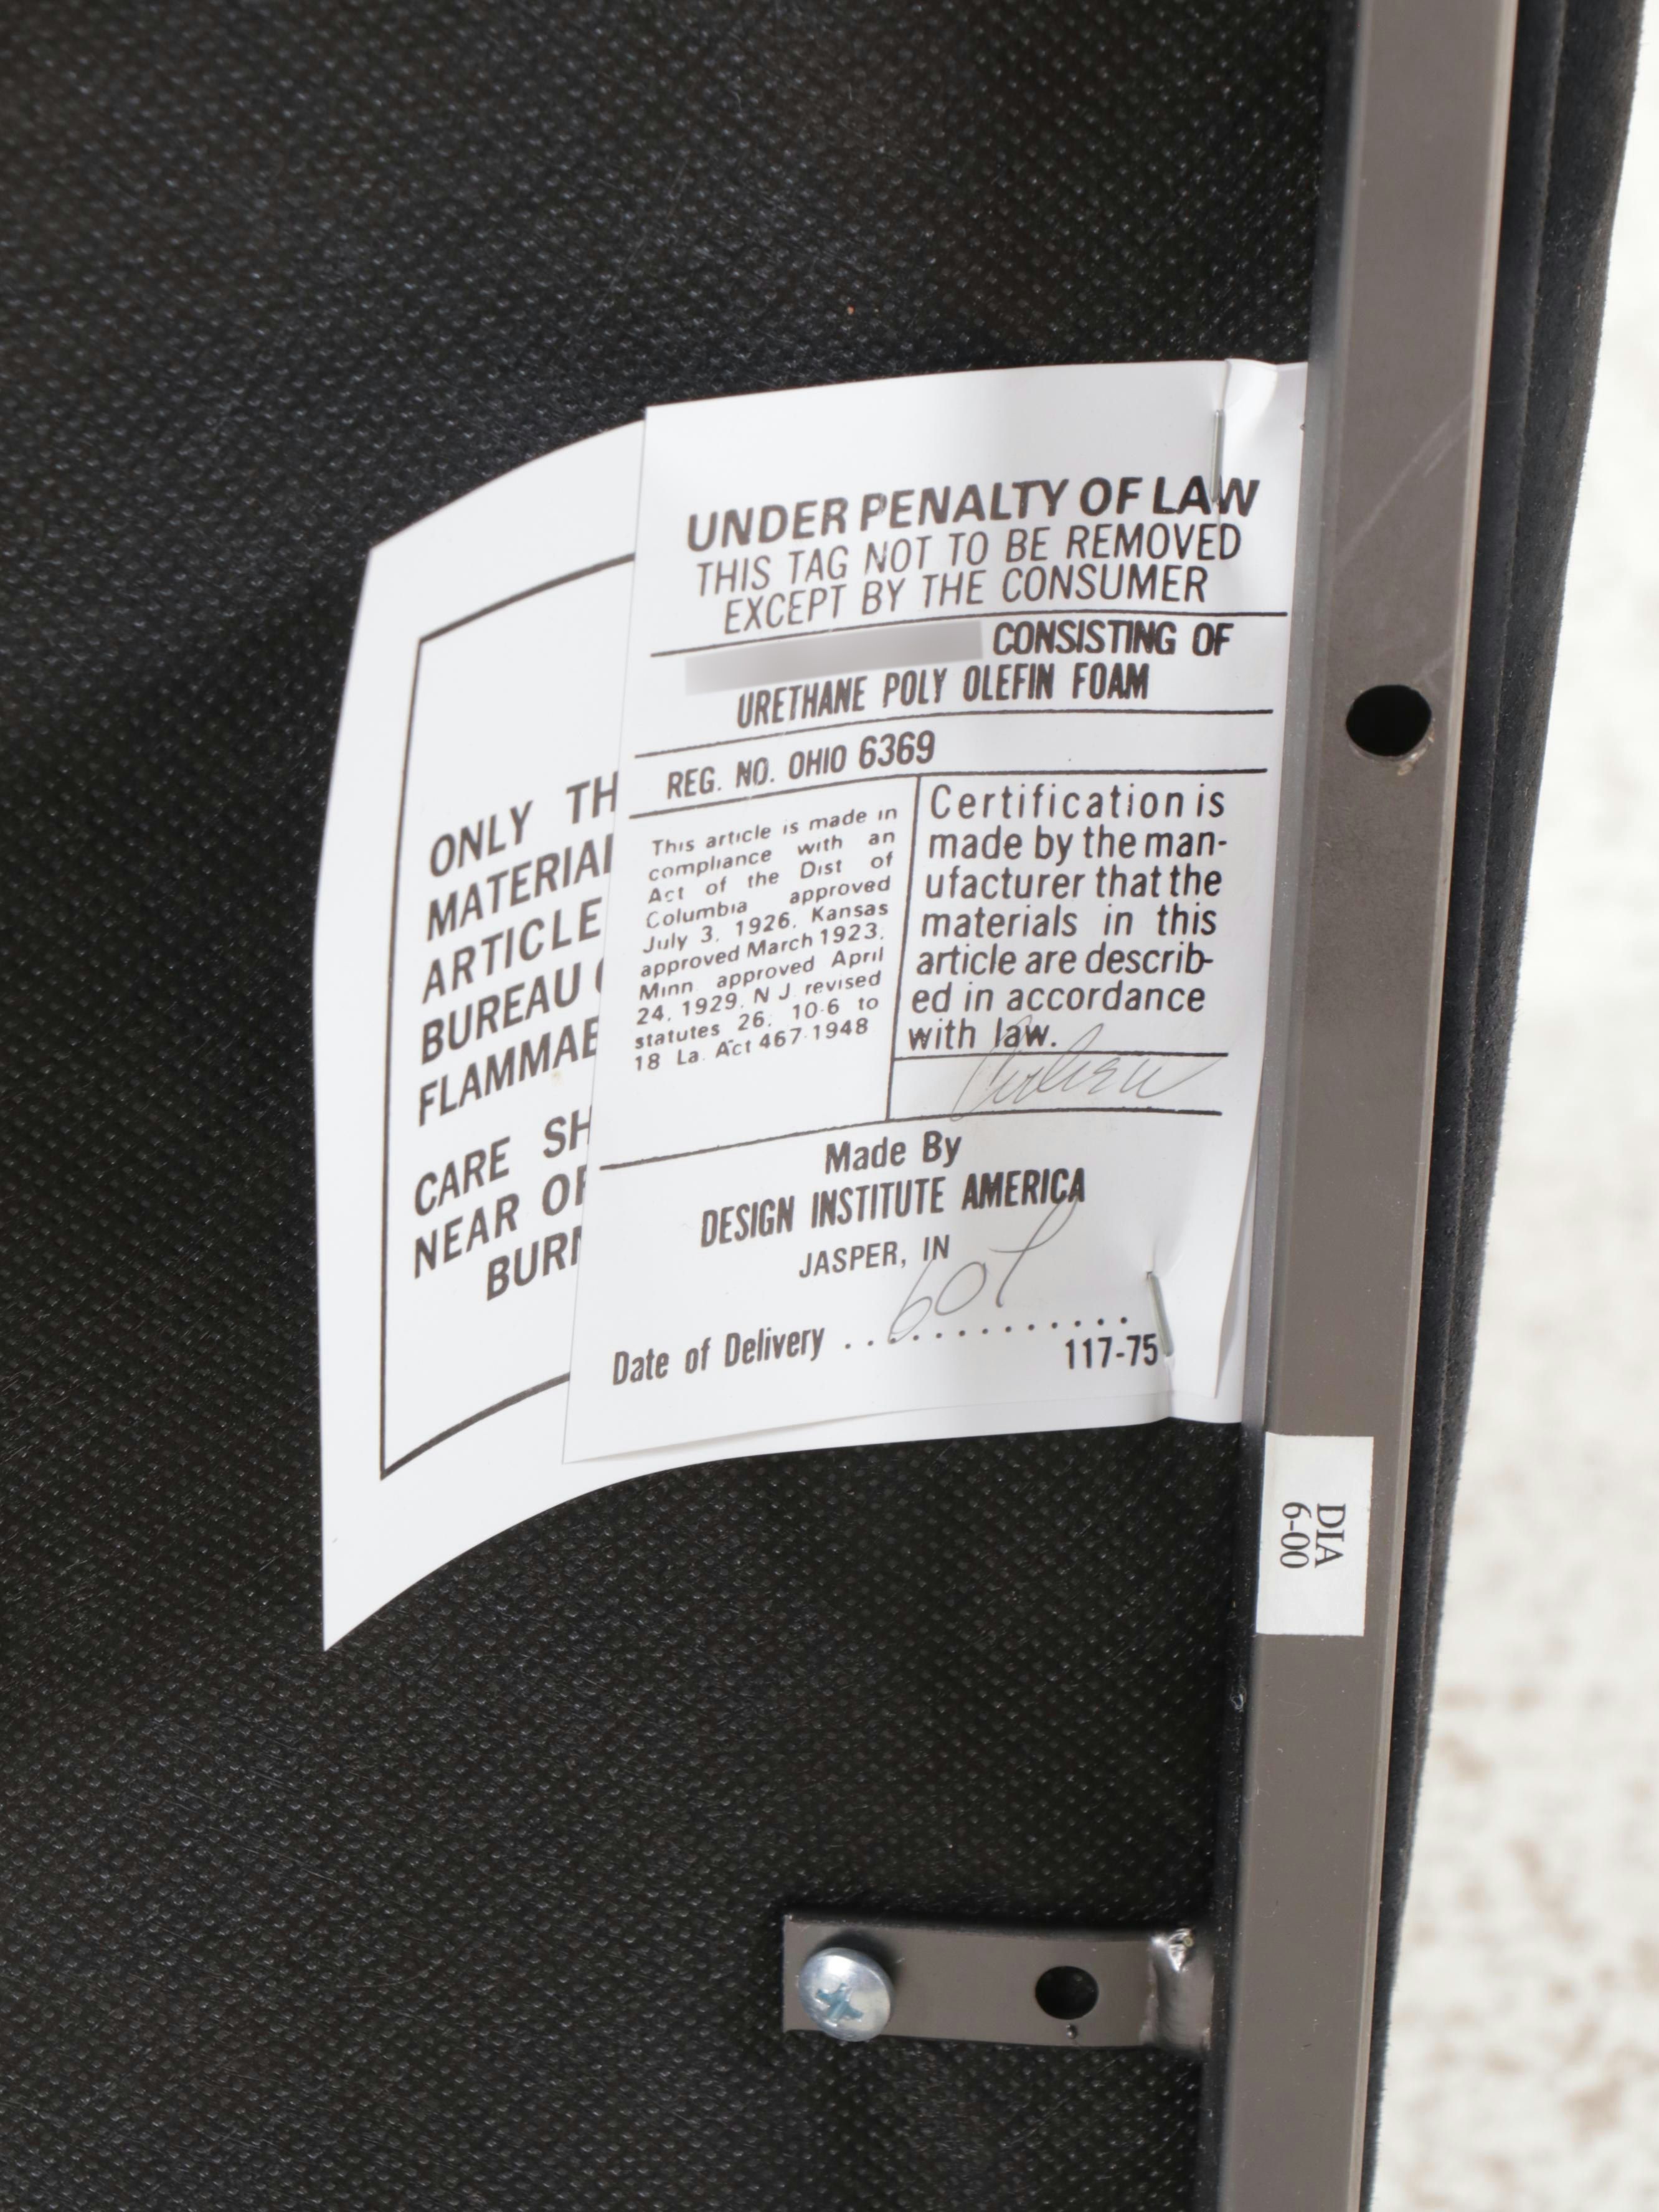 UNDER PENALTY OF LAW
THIS TAG NOT TO BE REMOVED
EXCEPT BY THE CONSUMER
CONSISTING OF
URETHANE POLY OLEFIN FOAM
REG. NO. OHIO 6369
This article is made in
compliance with an
Act of the Dist of
Columbia approved
July 3, 1926, Kansas
approved March 1923,
Minn approved April
24, 1929, N J revised
statutes 26: 10-6 to
18 La. Act 467-1948
Certification is
made by the man-
ufacturer that the
materials in this
article are describ-
ed in accordance
with law.
Made By
DESIGN INSTITUTE AMERICA
JASPER, IN
Date of Delivery . . . . . . . . . . . . . .
117-75
ONLY TH
MATERIAL
ARTICLE
BUREAU
FLAMMAB
CARE SH
NEAR OR
BURN
DIA
6-00